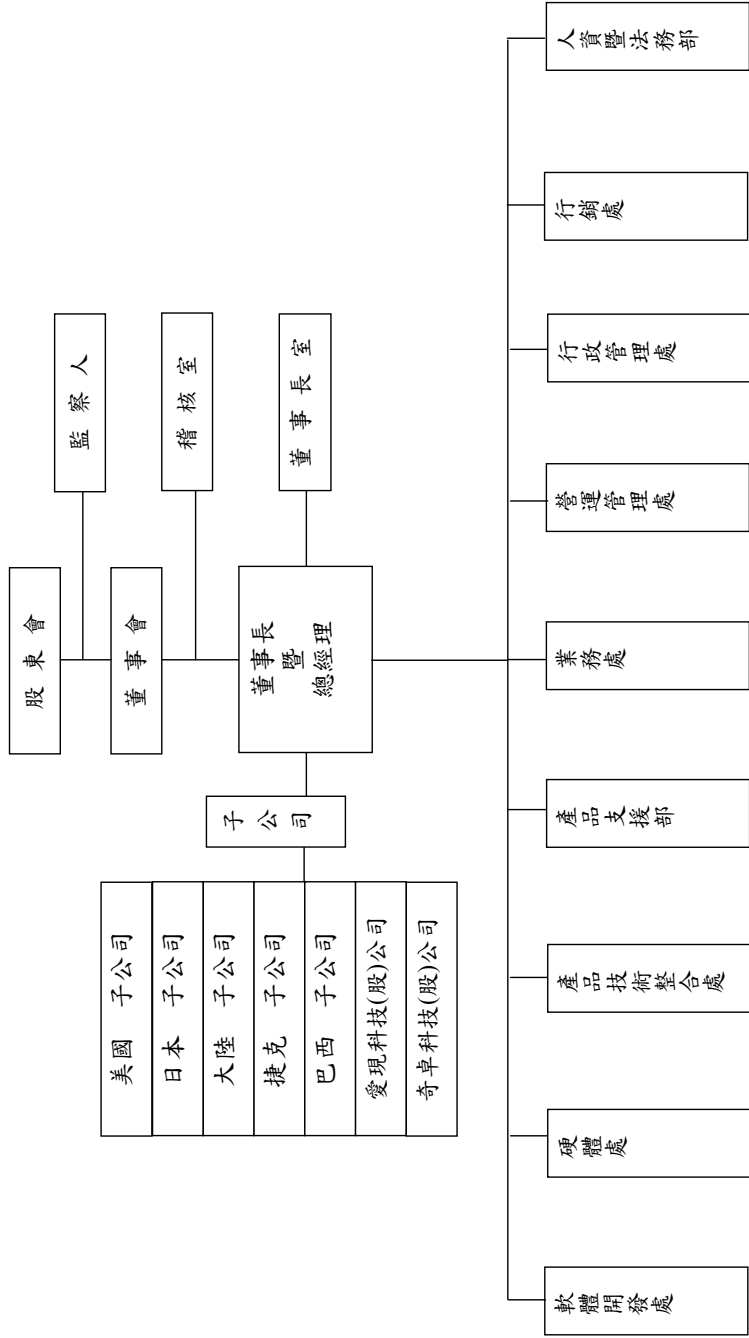 股東會
監察人
董事會
稽核室
董事長
暨
總經理
董事長室
子公司
美國 子公司
日本 子公司
大陸 子公司
捷克 子公司
巴西 子公司
愛現科技(股)公司
奇卓科技(股)公司
軟體開發處
硬體處
產品技術整合處
產品支援部
業務處
營運管理處
行政管理處
行銷處
人資暨法務部